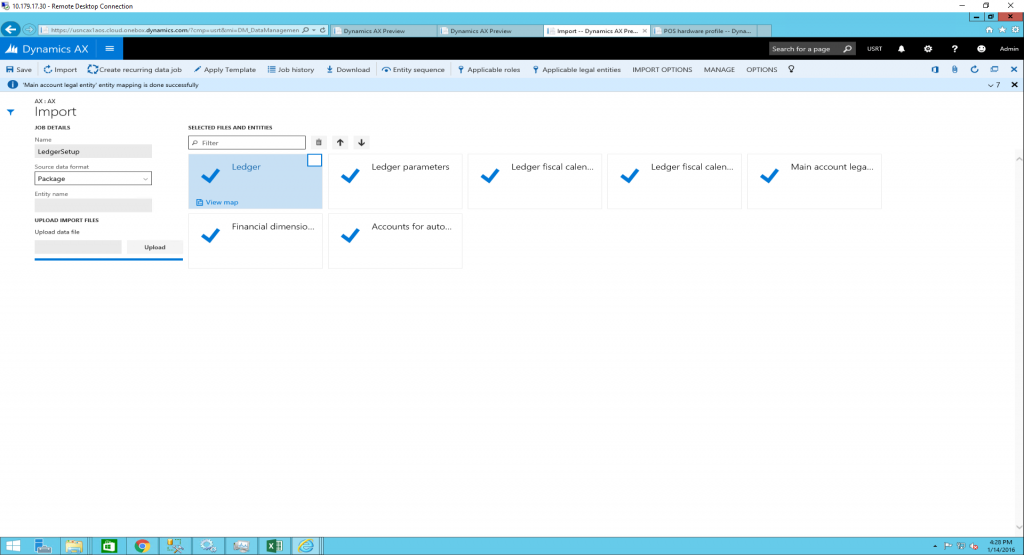 10.179.17.30 - Remote Desktop Connection
https://usncax1aos.cloud.onebox.dynamics.com/?cmp=usrt&mi=DM_DataManagemen
Dynamics AX Preview
Dynamics AX Preview
Import -- Dynamics AX Pre...
POS hardware profile -- Dyna...
Dynamics AX
Search for a page
USRT
Admin
Save
Import
Create recurring data job
Apply Template
Job history
Download
Entity sequence
Applicable roles
Applicable legal entities
IMPORT OPTIONS
MANAGE
OPTIONS
'Main account legal entity' entity mapping is done successfully
7
AX : AX
Import
JOB DETAILS
Name
LedgerSetup
Source data format
Package
Entity name
UPLOAD IMPORT FILES
Upload data file
Upload
SELECTED FILES AND ENTITIES
Filter
Ledger
View map
Ledger parameters
Ledger fiscal calen...
Ledger fiscal calen...
Main account lega...
Financial dimensio...
Accounts for auto...
4:28 PM
1/14/2016